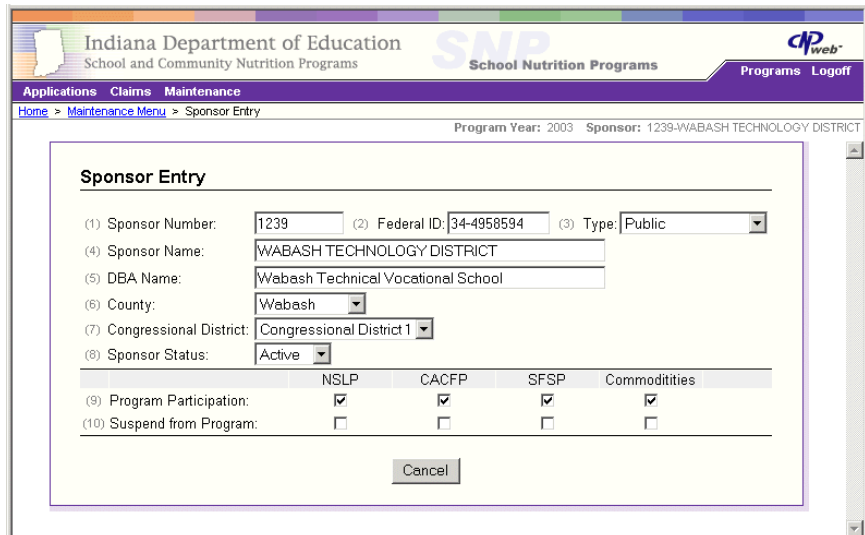 Indiana Department of Education
School and Community Nutrition Programs
SNP
School Nutrition Programs
CNPweb
Programs Logoff
Applications Claims Maintenance
Home > Maintenance Menu > Sponsor Entry
Program Year: 2003 Sponsor: 1239-WABASH TECHNOLOGY DISTRICT
Sponsor Entry
(1) Sponsor Number: 1239 (2) Federal ID: 34-4958594 (3) Type: Public
(4) Sponsor Name: WABASH TECHNOLOGY DISTRICT
(5) DBA Name: Wabash Technical Vocational School
(6) County: Wabash
(7) Congressional District: Congressional District 1
(8) Sponsor Status: Active
NSLP CACFP SFSP Commoditities
(9) Program Participation:
(10) Suspend from Program:
Cancel